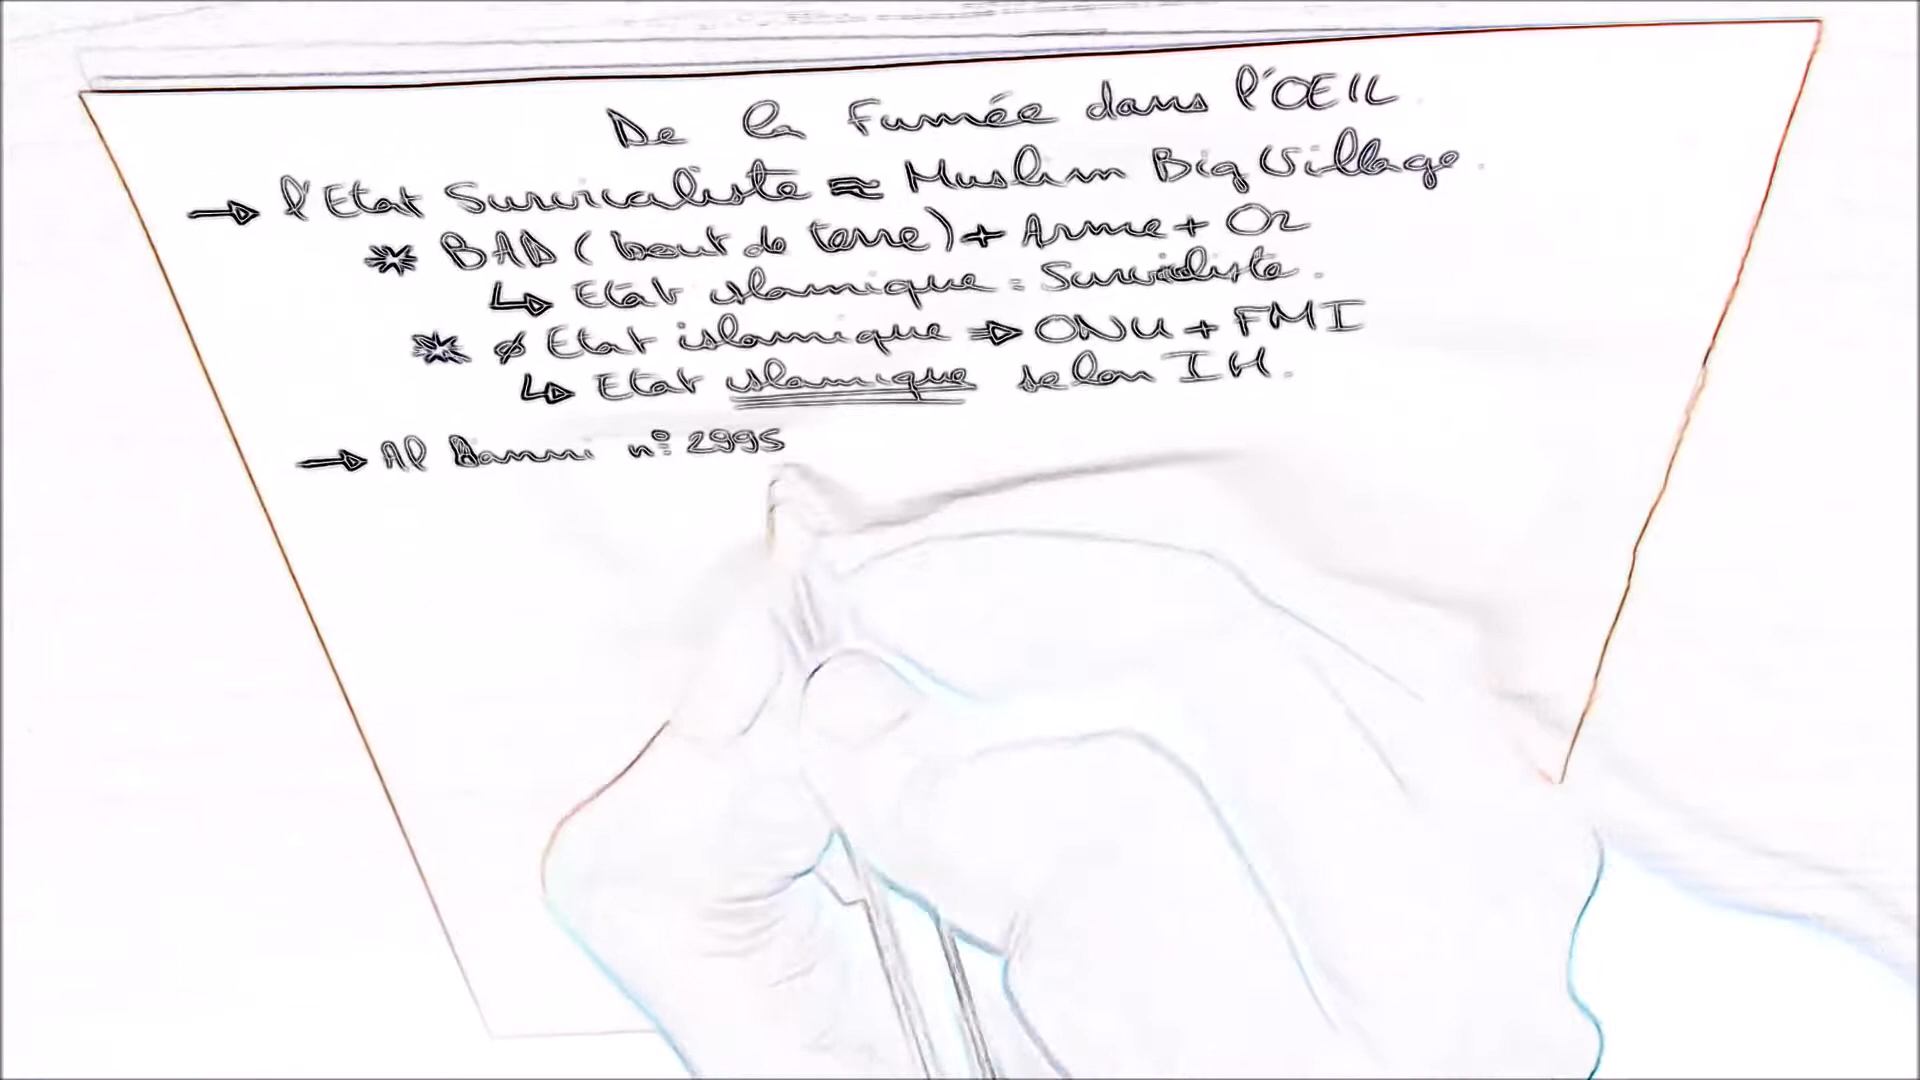 De la Fumée dans l'OEIL
→ l'Etat Survivaliste ≈ Muslim Big Village.
* BAD (bout de terre) + Arme + Or
↳ Etat islamique = Survivaliste.
* ∅ Etat islamique ⇒ ONU + FMI
↳ Etat islamique selon IH.
→ Al Banni n° 2995